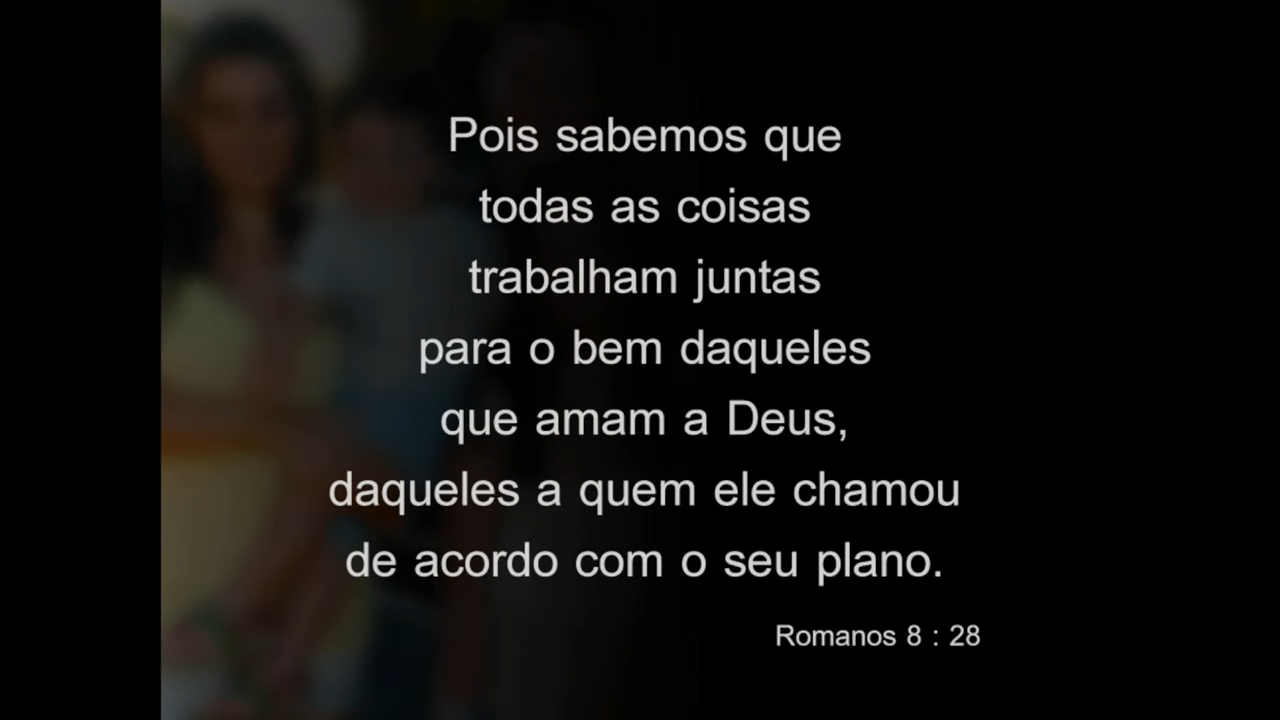 Pois sabemos que
todas as coisas
trabalham juntas
para o bem daqueles
que amam a Deus,
daqueles a quem ele chamou
de acordo com o seu plano.
Romanos 8 : 28